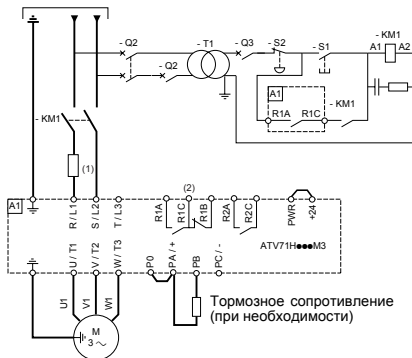 - Q2
- T1
- Q3
- S2
- S1
- KM1
A1
A2
- Q2
A1
R1A
R1C
- KM1
- KM1
(1)
(2)
A1
R / L1
S / L2
T / L3
R1A
R1C
R1B
R2A
R2C
PWR
+24
ATV71H●●●M3
U / T1
V / T2
W / T3
P0
PA / +
PB
PC / -
U1
V1
W1
M
3 ~
Тормозное сопротивление
(при необходимости)